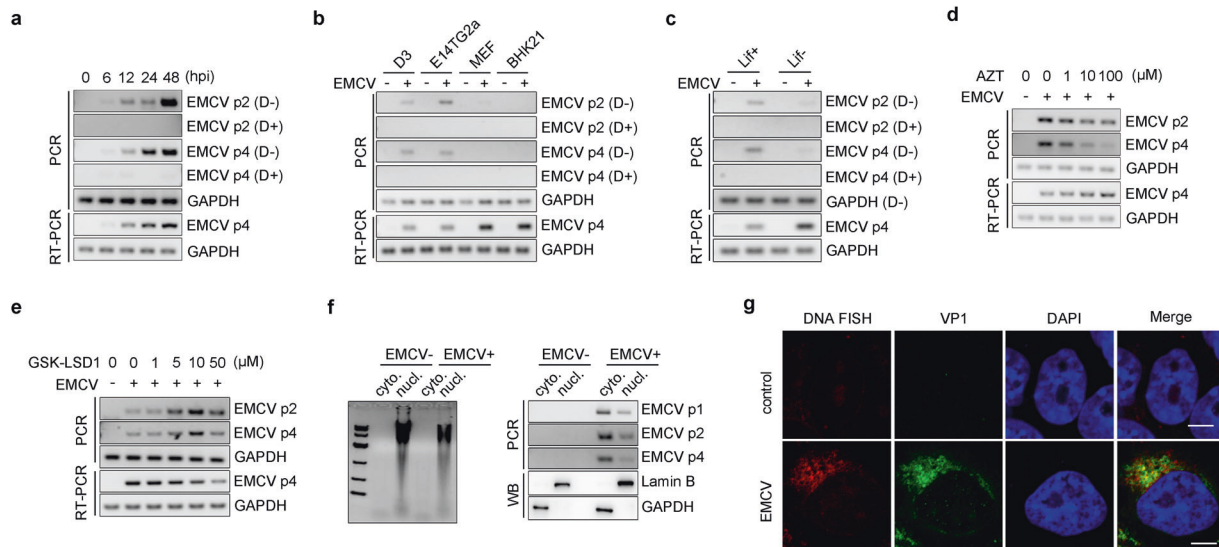 a
0 6 12 24 48 (hpi)
PCR
EMCV p2 (D-)
EMCV p2 (D+)
EMCV p4 (D-)
EMCV p4 (D+)
GAPDH
RT-PCR
EMCV p4
GAPDH
b
D3 E14TG2a MEF BHK21
EMCV - + - + - + - +
PCR
EMCV p2 (D-)
EMCV p2 (D+)
EMCV p4 (D-)
EMCV p4 (D+)
GAPDH
RT-PCR
EMCV p4
GAPDH
c
Lif+ Lif-
EMCV - + - +
PCR
EMCV p2 (D-)
EMCV p2 (D+)
EMCV p4 (D-)
EMCV p4 (D+)
GAPDH (D-)
RT-PCR
EMCV p4
GAPDH
d
AZT 0 0 1 10 100 (μM)
EMCV - + + + +
PCR
EMCV p2
EMCV p4
GAPDH
RT-PCR
EMCV p4
GAPDH
e
GSK-LSD1 0 0 1 5 10 50 (μM)
EMCV - + + + + +
PCR
EMCV p2
EMCV p4
GAPDH
RT-PCR
EMCV p4
GAPDH
f
EMCV- EMCV+
cyto. nucl. cyto. nucl.
EMCV- EMCV+
cyto. nucl. cyto. nucl.
PCR
EMCV p1
EMCV p2
EMCV p4
WB
Lamin B
GAPDH
g
DNA FISH VP1 DAPI Merge
control
EMCV